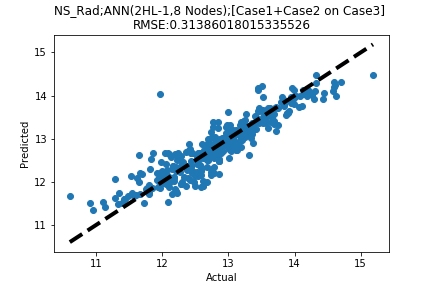 NS_Rad;ANN(2HL-1,8 Nodes);[Case1+Case2 on Case3]
RMSE:0.31386018015335526
15
14
13
12
11
Predicted
11
12
13
14
15
Actual